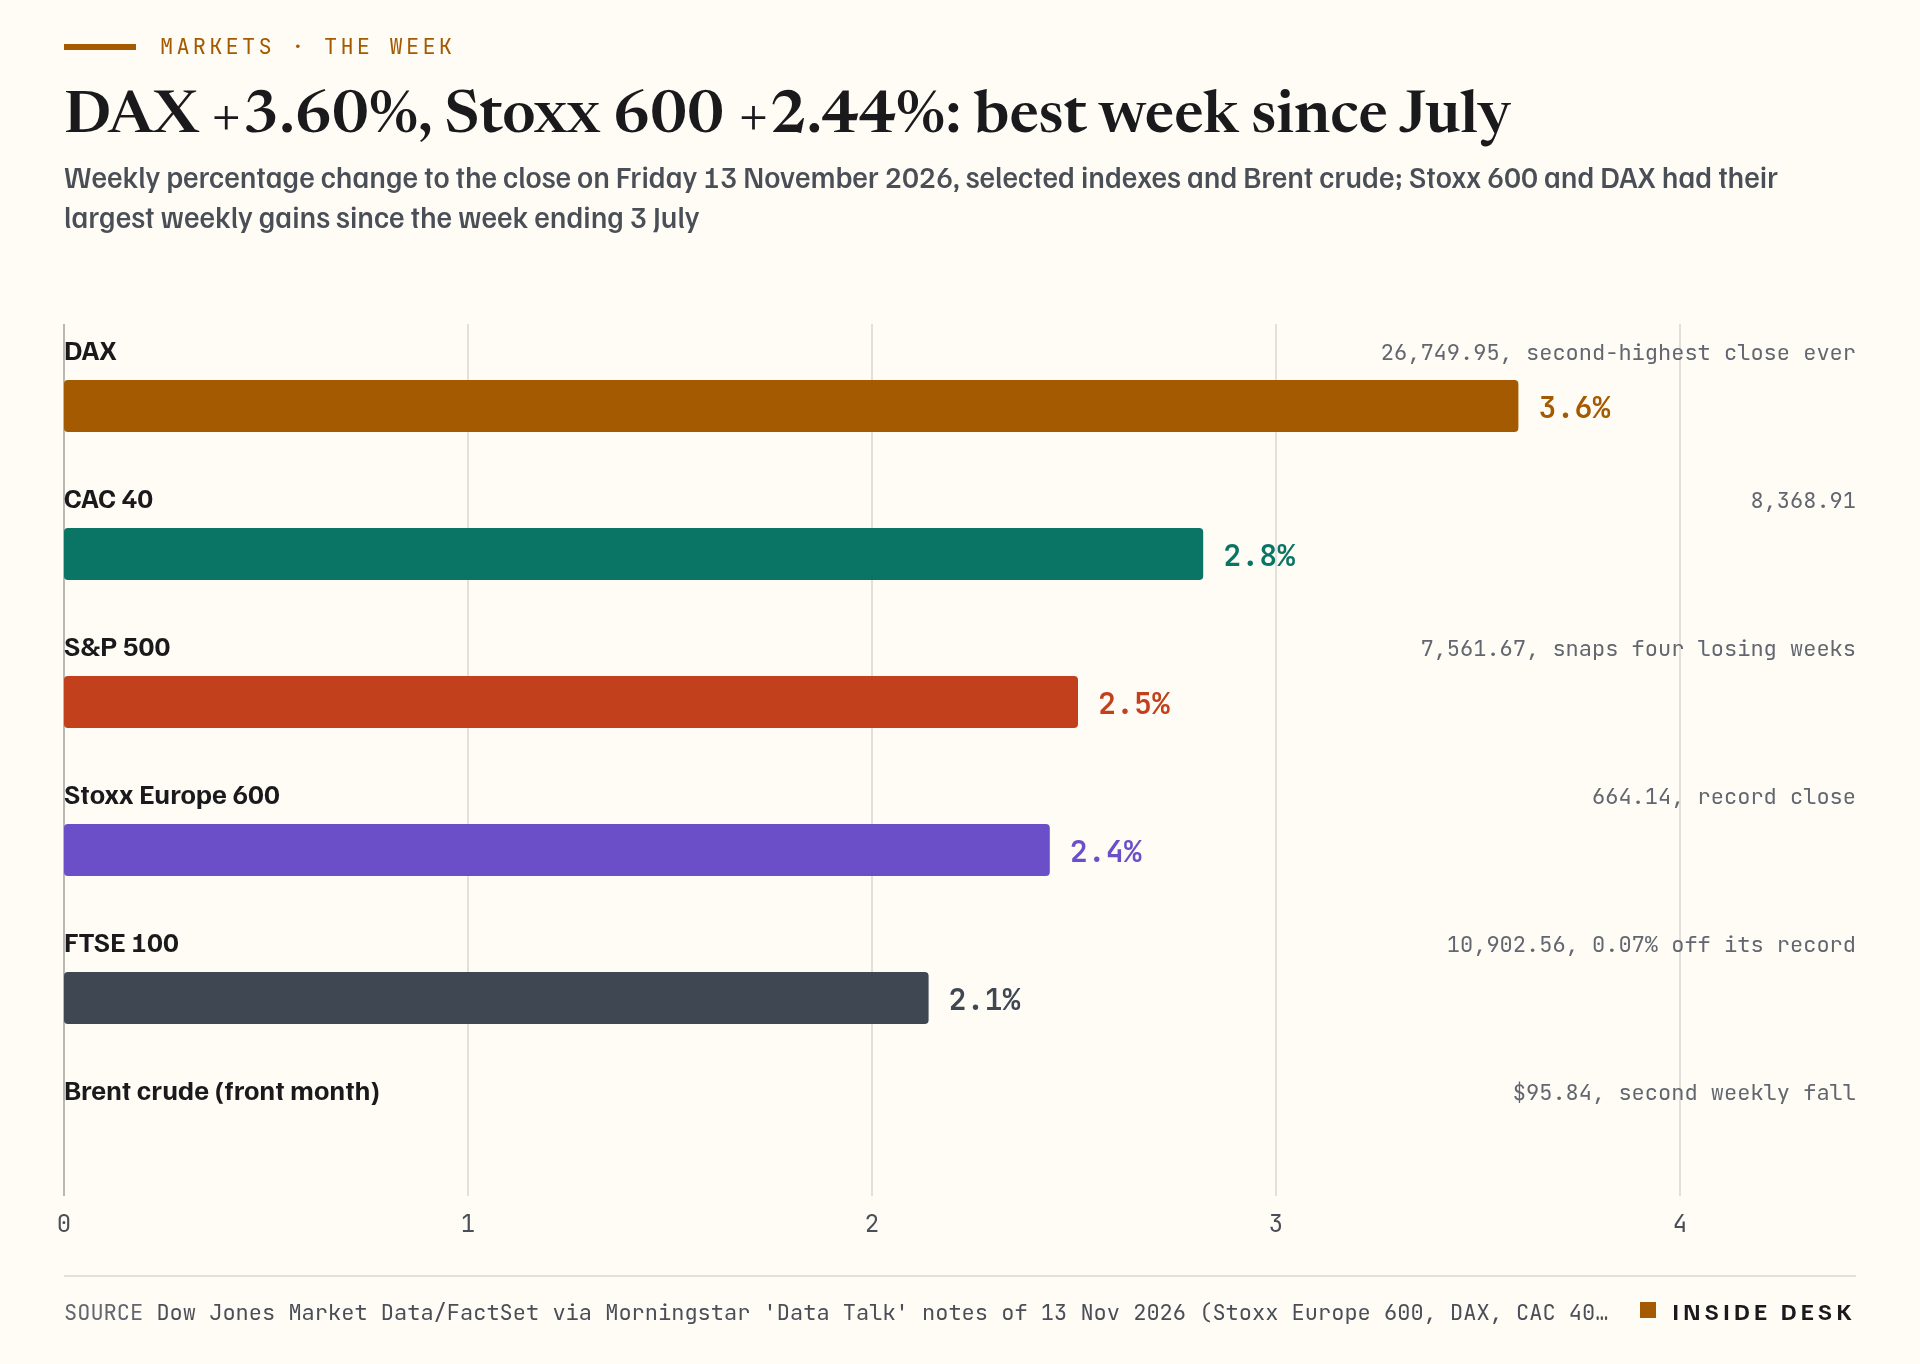 MARKETS · THE WEEK
DAX +3.60%, Stoxx 600 +2.44%: best week since July
Weekly percentage change to the close on Friday 13 November 2026, selected indexes and Brent crude; Stoxx 600 and DAX had their
largest weekly gains since the week ending 3 July
DAX 26,749.95, second-highest close ever
3.6%
CAC 40 8,368.91
2.8%
S&P 500 7,561.67, snaps four losing weeks
2.5%
Stoxx Europe 600 664.14, record close
2.4%
FTSE 100 10,902.56, 0.07% off its record
2.1%
Brent crude (front month) $95.84, second weekly fall
0 1 2 3 4
SOURCE Dow Jones Market Data/FactSet via Morningstar 'Data Talk' notes of 13 Nov 2026 (Stoxx Europe 600, DAX, CAC 40… INSIDE DESK